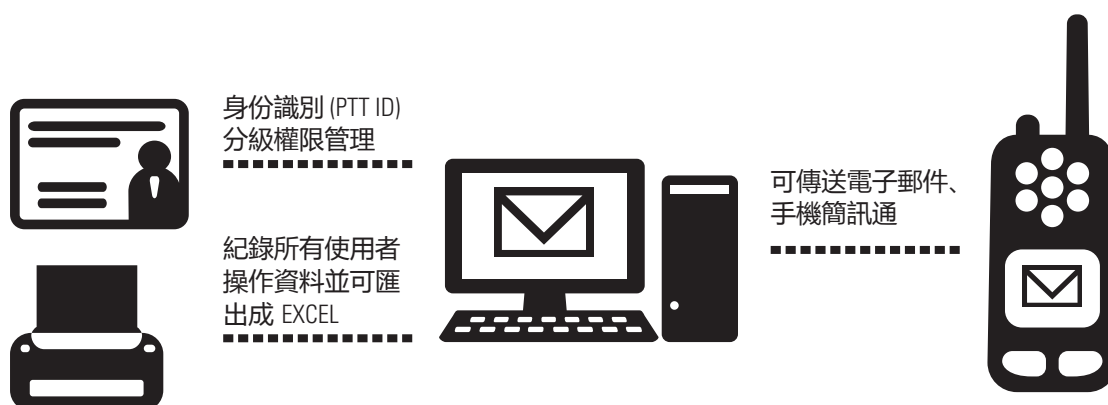 身份識別 (PTT ID)
分級權限管理
紀錄所有使用者
操作資料並可匯
出成 EXCEL
可傳送電子郵件、
手機簡訊通